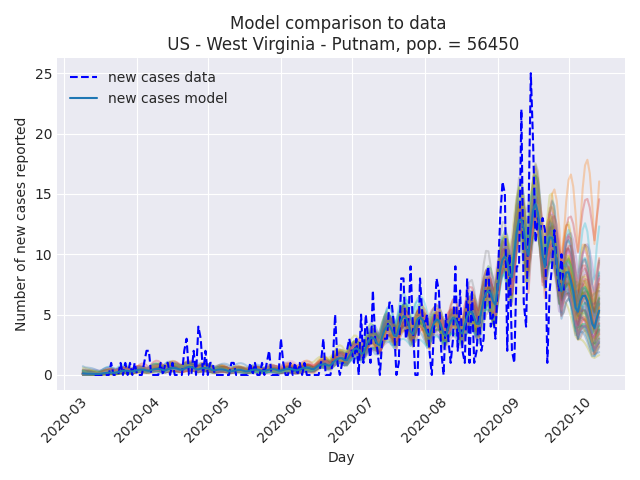 Model comparison to data
US - West Virginia - Putnam, pop. = 56450
new cases data
new cases model
Number of new cases reported
25
20
15
10
5
0
2020-03
2020-04
2020-05
2020-06
2020-07
2020-08
2020-09
2020-10
Day